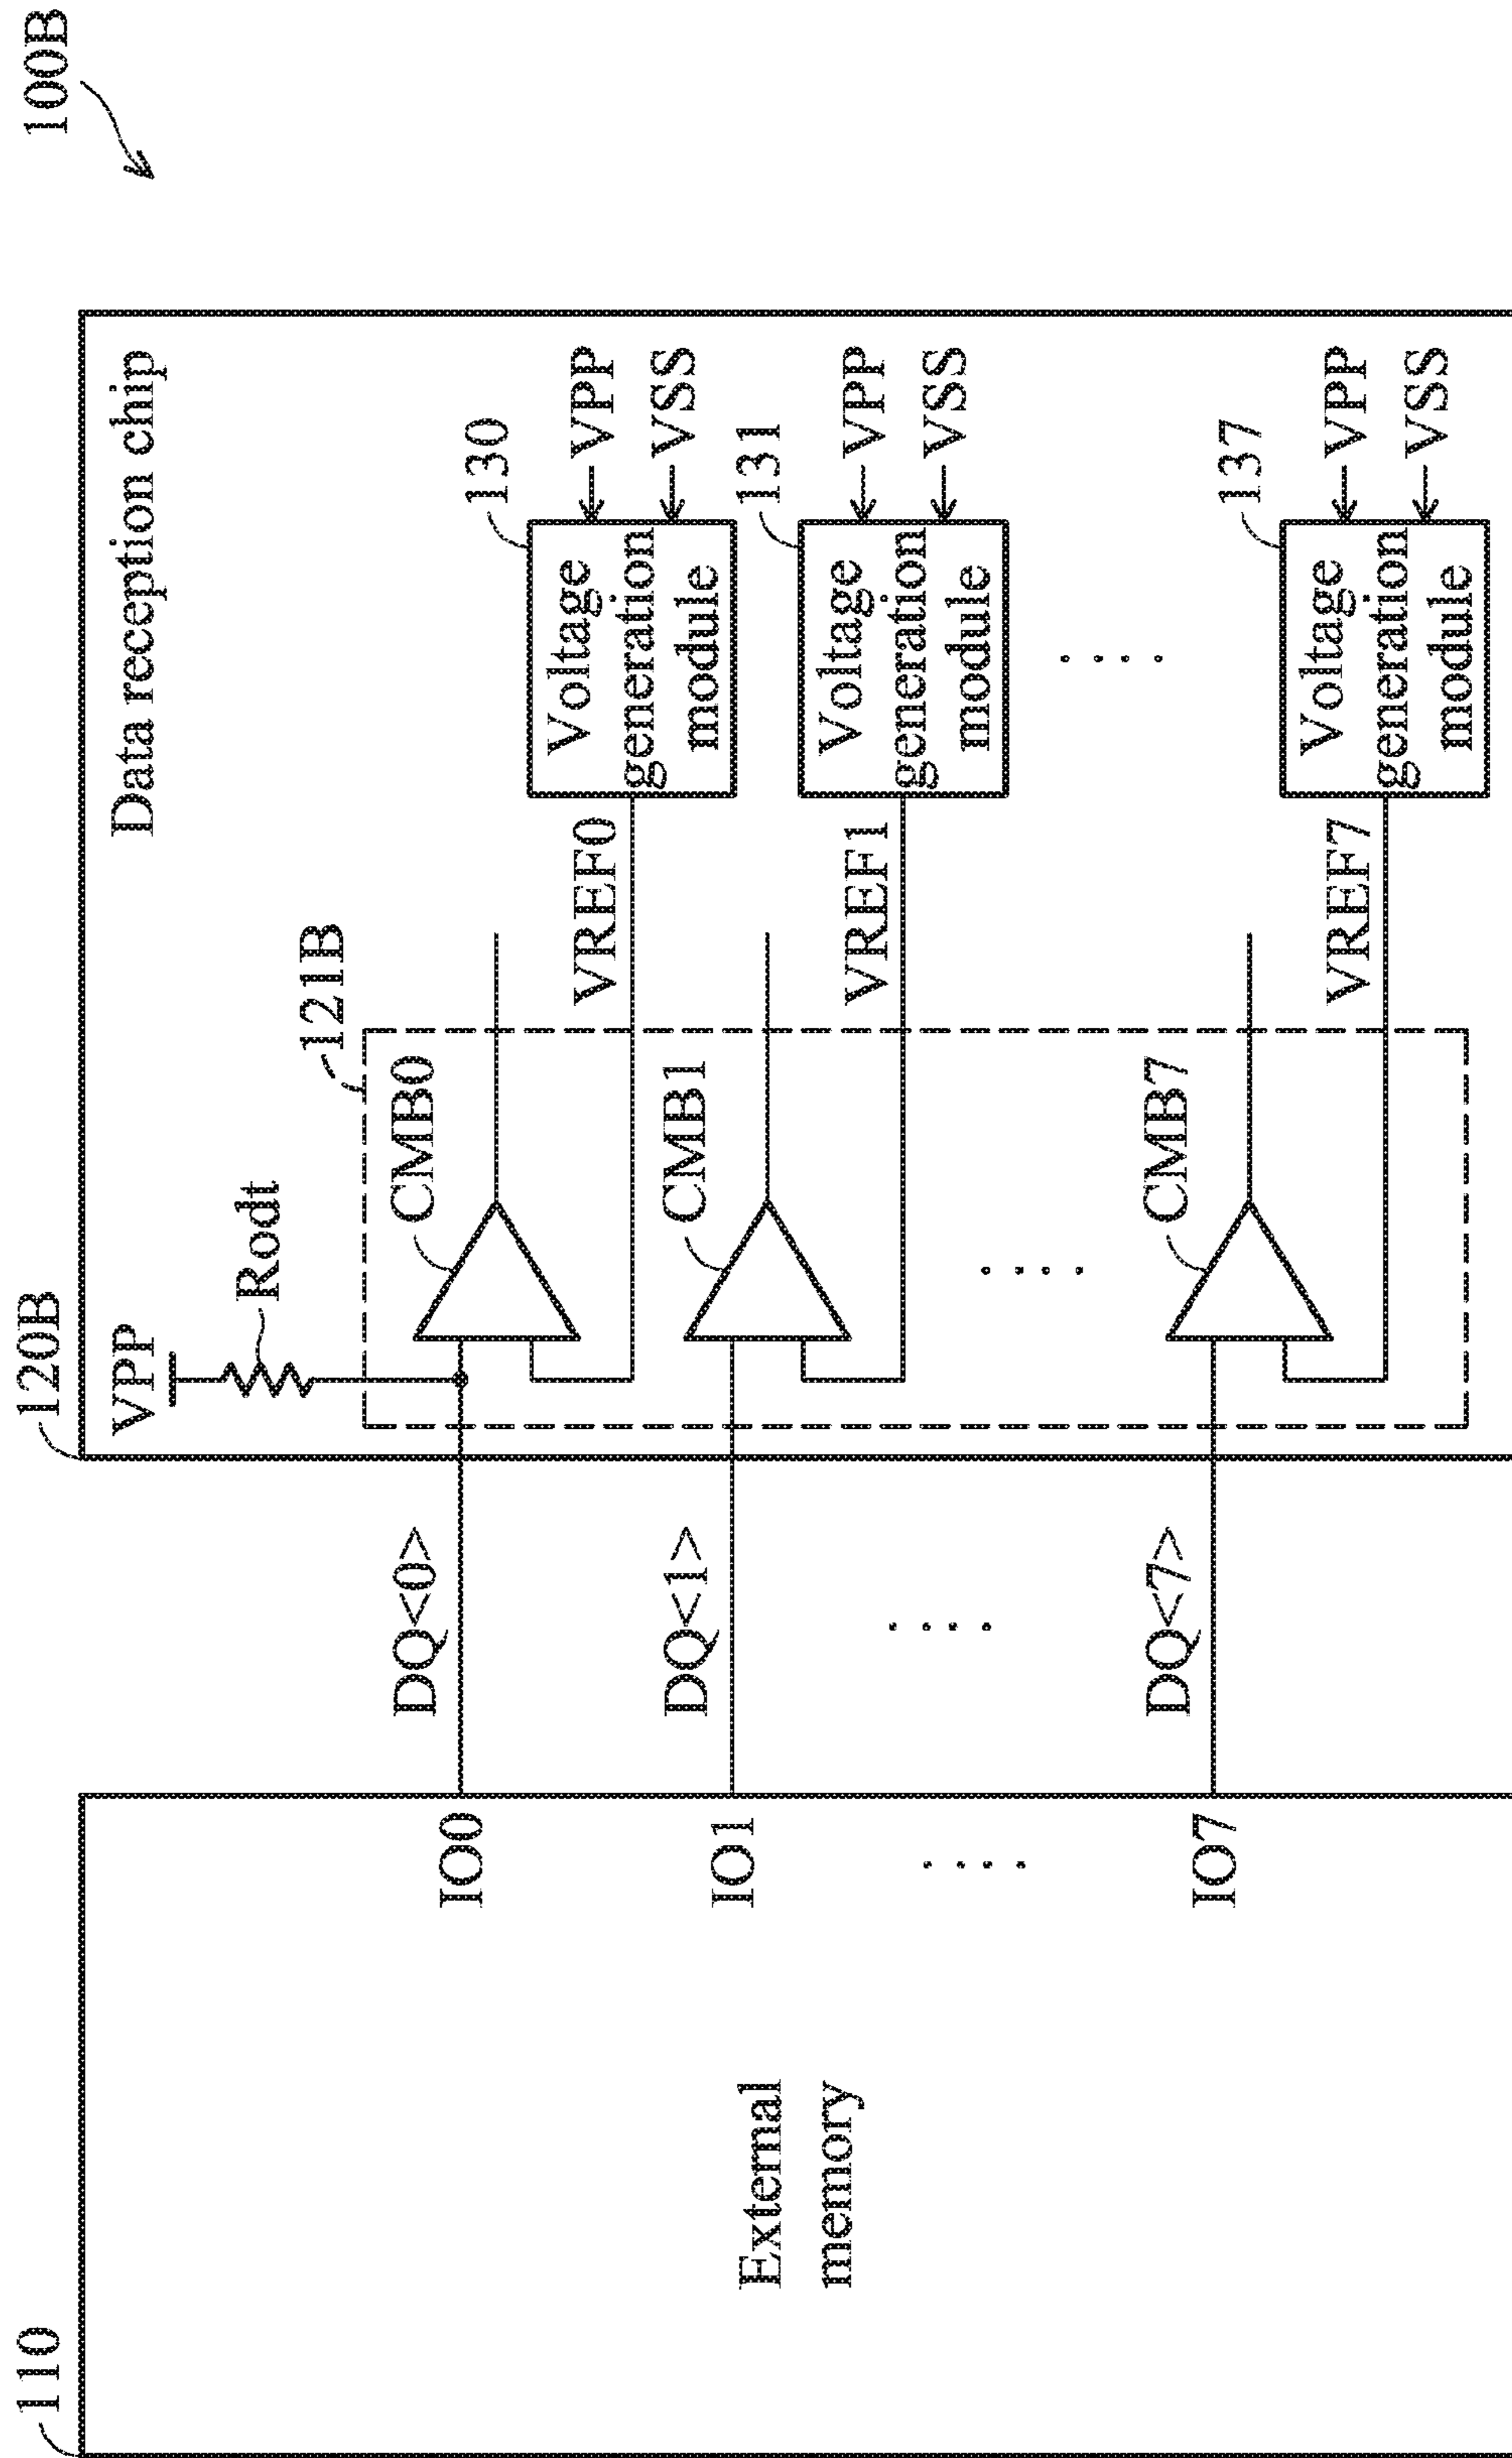 100B
110
120B
External
memory
IO0
IO1
....
IO7
DQ<0>
DQ<1>
....
DQ<7>
Data reception chip
VPP
Rodt
121B
CMB0
CMB1
....
CMB7
VREF0
VREF1
VREF7
130
Voltage
generation
module
VPP
VSS
131
Voltage
generation
module
VPP
VSS
....
137
Voltage
generation
module
VPP
VSS